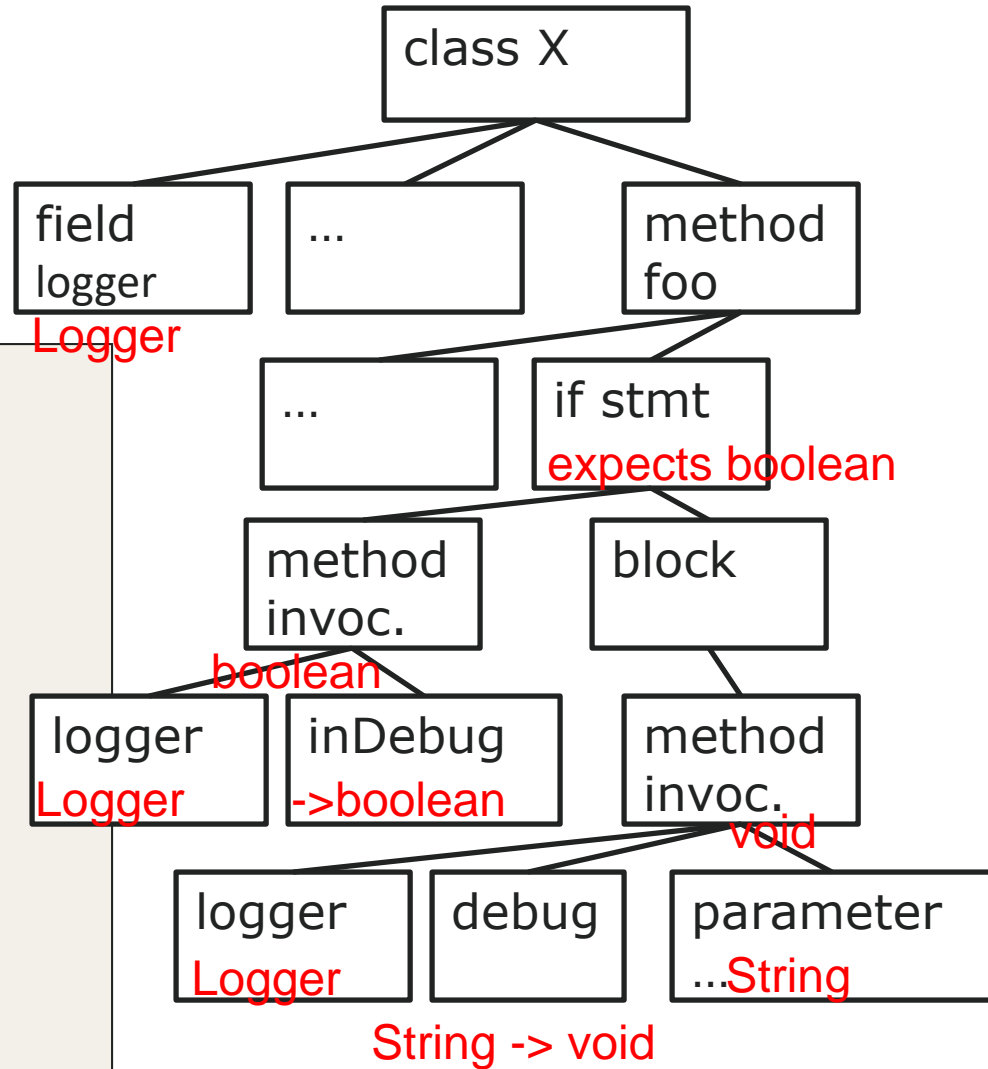 class X
field
logger
Logger
...
method
foo
...
if stmt
expects boolean
method
invoc.
boolean
block
logger
Logger
inDebug
->boolean
method
invoc.
void
logger
Logger
debug
parameter
...String
String -> void